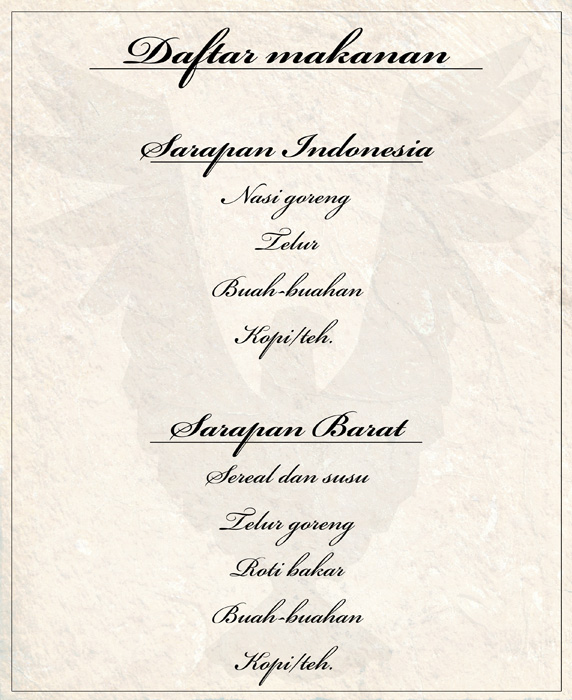 Daftar makanan
Sarapan Indonesia
Nasi goreng
Telur
Buah-buahan
Kopi/teh.
Sarapan Barat
Sereal dan susu
Telur goreng
Roti bakar
Buah-buahan
Kopi/teh.